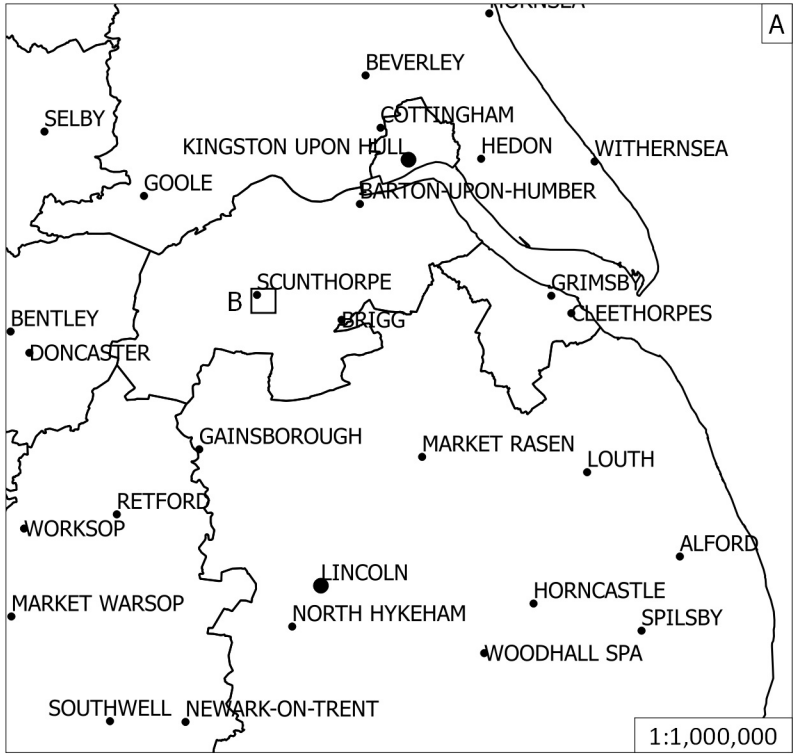 HORNSEA
A
BEVERLEY
SELBY
COTTINGHAM
KINGSTON UPON HULL
HEDON
WITHERNSEA
GOOLE
BARTON-UPON-HUMBER
SCUNTHORPE
GRIMSBY
B
BRIGG
CLEETHORPES
BENTLEY
DONCASTER
GAINSBOROUGH
MARKET RASEN
LOUTH
RETFORD
WORKSOP
ALFORD
LINCOLN
HORNCASTLE
MARKET WARSOP
NORTH HYKEHAM
SPILSBY
WOODHALL SPA
SOUTHWELL
NEWARK-ON-TRENT
1:1,000,000